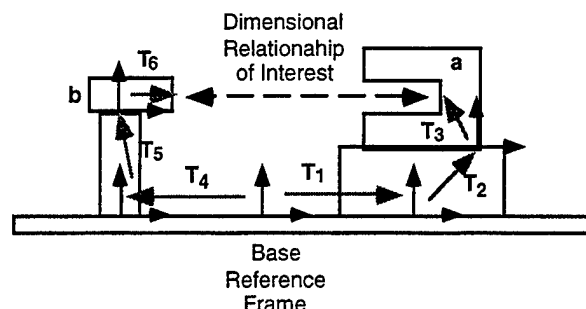 Dimensional
Relationahip
of Interest
T6
a
b
T3
T5
T4
T1
T2
Base
Reference
Frame